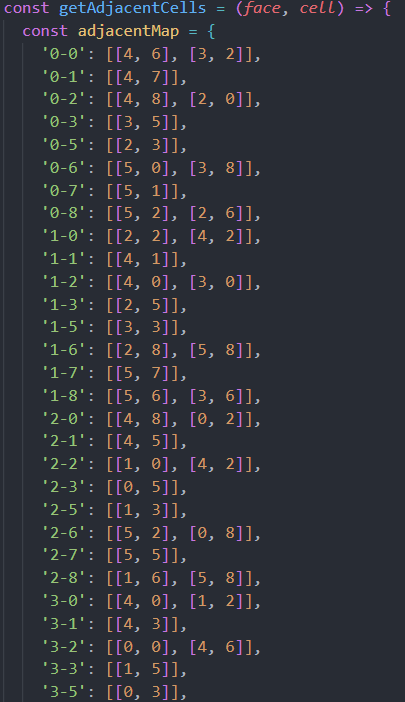 const getAdjacentCells = (face, cell) => {
const adjacentMap = {
'0-0': [[4, 6], [3, 2]],
'0-1': [[4, 7]],
'0-2': [[4, 8], [2, 0]],
'0-3': [[3, 5]],
'0-5': [[2, 3]],
'0-6': [[5, 0], [3, 8]],
'0-7': [[5, 1]],
'0-8': [[5, 2], [2, 6]],
'1-0': [[2, 2], [4, 2]],
'1-1': [[4, 1]],
'1-2': [[4, 0], [3, 0]],
'1-3': [[2, 5]],
'1-5': [[3, 3]],
'1-6': [[2, 8], [5, 8]],
'1-7': [[5, 7]],
'1-8': [[5, 6], [3, 6]],
'2-0': [[4, 8], [0, 2]],
'2-1': [[4, 5]],
'2-2': [[1, 0], [4, 2]],
'2-3': [[0, 5]],
'2-5': [[1, 3]],
'2-6': [[5, 2], [0, 8]],
'2-7': [[5, 5]],
'2-8': [[1, 6], [5, 8]],
'3-0': [[4, 0], [1, 2]],
'3-1': [[4, 3]],
'3-2': [[0, 0], [4, 6]],
'3-3': [[1, 5]],
'3-5': [[0, 3]],